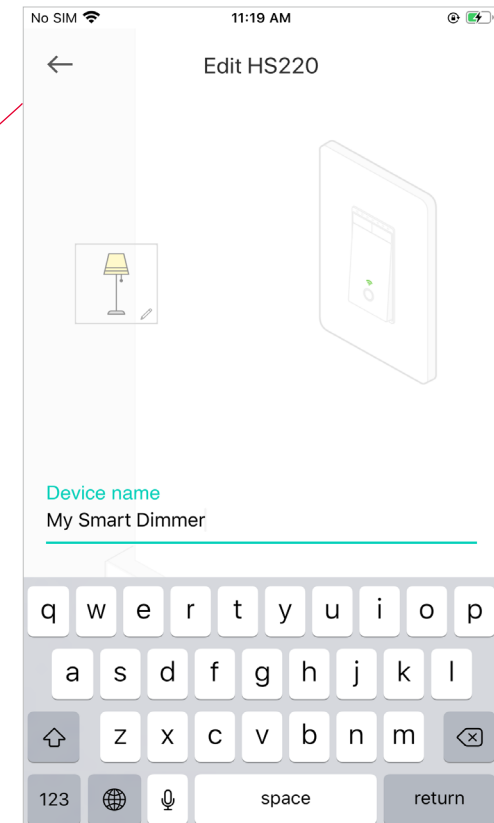 No SIM 11:19 AM
Edit HS220
Device name
My Smart Dimmer
q w e r t y u i o p
a s d f g h j k l
z x c v b n m
123 space return